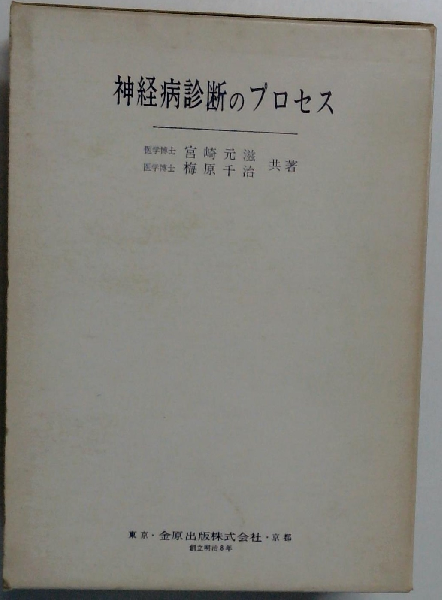 神経病診断のプロセス
医学博士 宮崎元滋
医学博士 梅原千治 共著
東京・金原出版株式会社・京都
創立明治8年